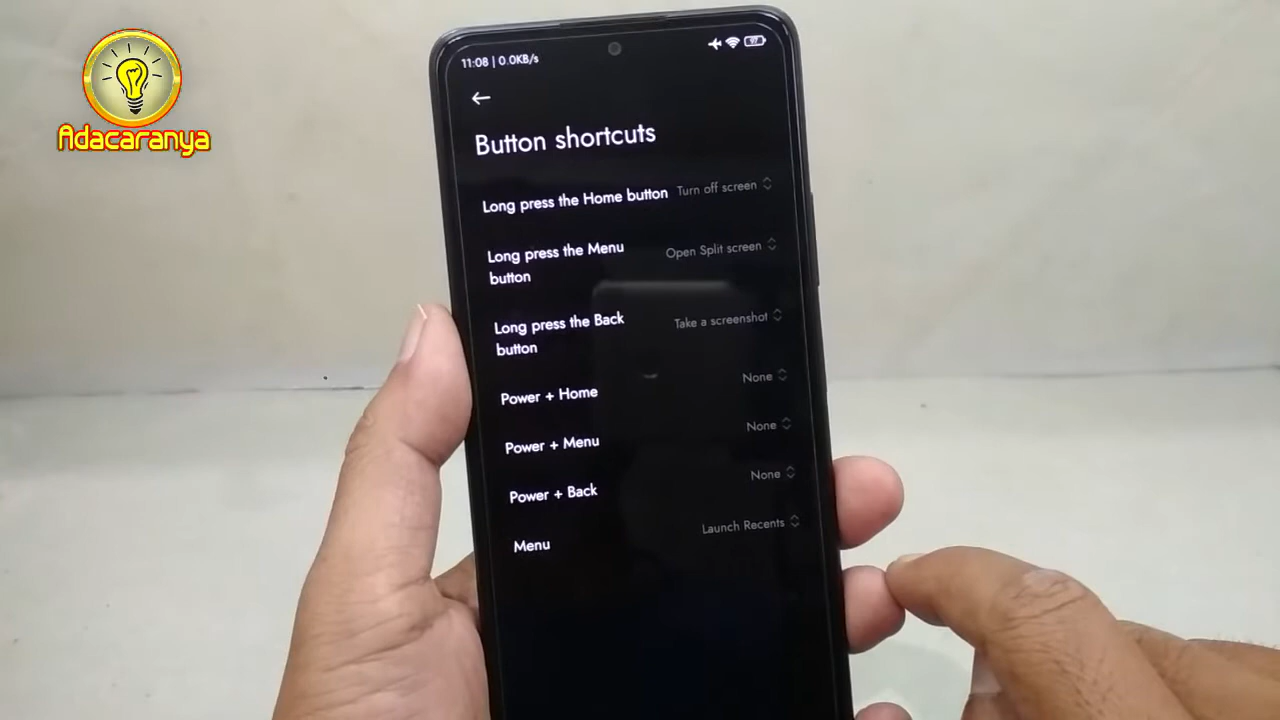 Adacaranya
11:08 | 0.0KB/s
97
Button shortcuts
Long press the Home button Turn off screen
Long press the Menu
button
Open Split screen
Long press the Back
button
Take a screenshot
Power + Home None
Power + Menu None
Power + Back None
Menu Launch Recents